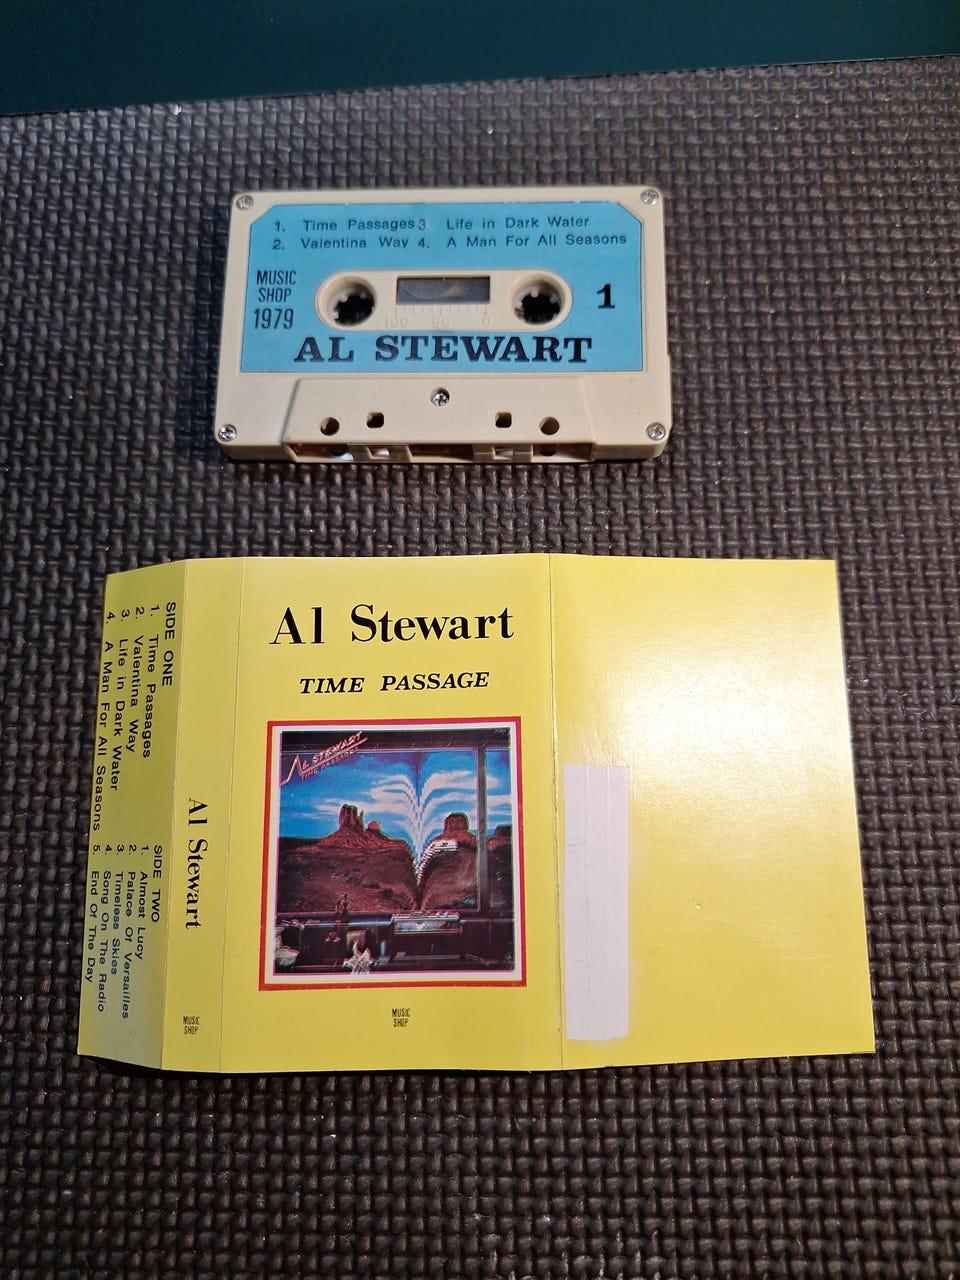 1. Time Passages 3. Life in Dark Water
2. Valentina Way 4. A Man For All Seasons
MUSIC
SHOP
1979
1
100 50 0
AL STEWART
Al Stewart
TIME PASSAGE
AL STEWART
TIME PASSAGES
MUSIC
SHOP
Al Stewart
MUSIC
SHOP
SIDE ONE
1. Time Passages
2. Valentina Way
3. Life in Dark Water
4. A Man For All Seasons
SIDE TWO
1. Almost Lucy
2. Palace Of Versailles
3. Timeless Skies
4. Song On The Radio
5. End Of The Day